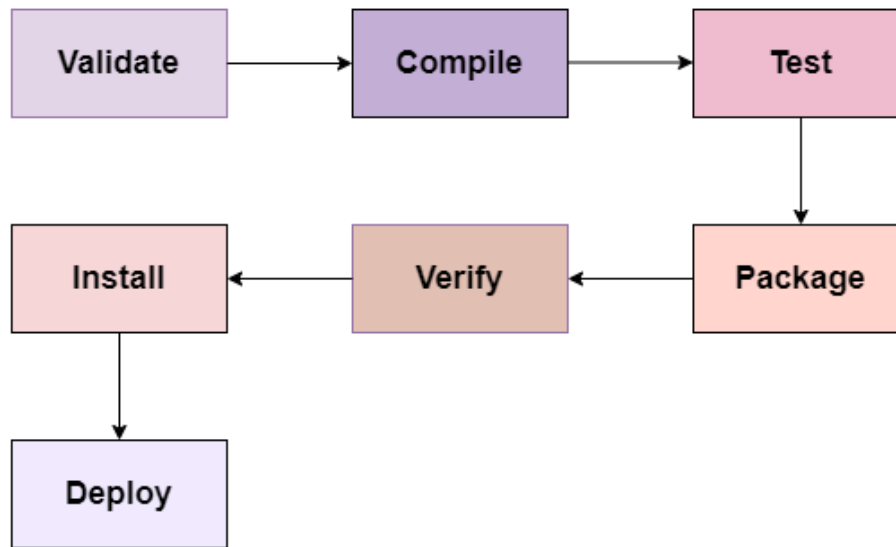 Validate
Compile
Test
Package
Verify
Install
Deploy